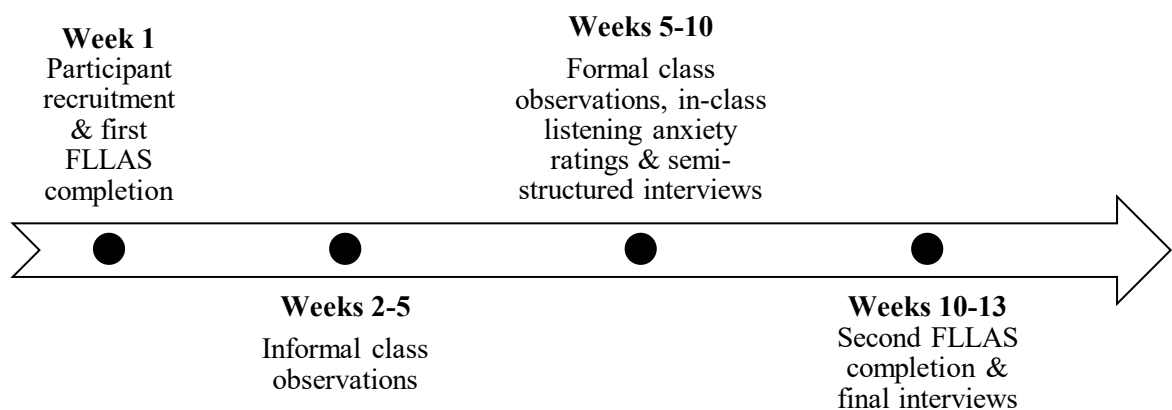 Week 1
Participant
recruitment
& first
FLLAS
completion
Weeks 2-5
Informal class
observations
Weeks 5-10
Formal class
observations, in-class
listening anxiety
ratings & semi-
structured interviews
Weeks 10-13
Second FLLAS
completion &
final interviews